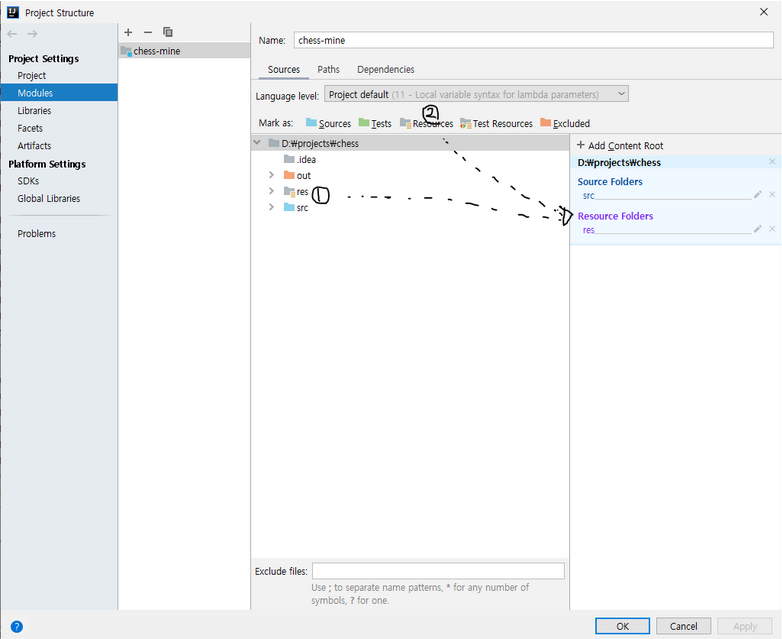 Project Structure
Project Settings
Project
Modules
Libraries
Facets
Artifacts
Platform Settings
SDKs
Global Libraries
Problems
chess-mine
Name: chess-mine
Sources Paths Dependencies
Language level: Project default (11 - Local variable syntax for lambda parameters)
②
Mark as: Sources Tests Resources Test Resources Excluded
D:₩projects₩chess
.idea
out
res ①
src
+ Add Content Root
D:₩projects₩chess
Source Folders
src
Resource Folders
res
Exclude files:
Use ; to separate name patterns, * for any number of
symbols, ? for one.
?
OK Cancel Apply